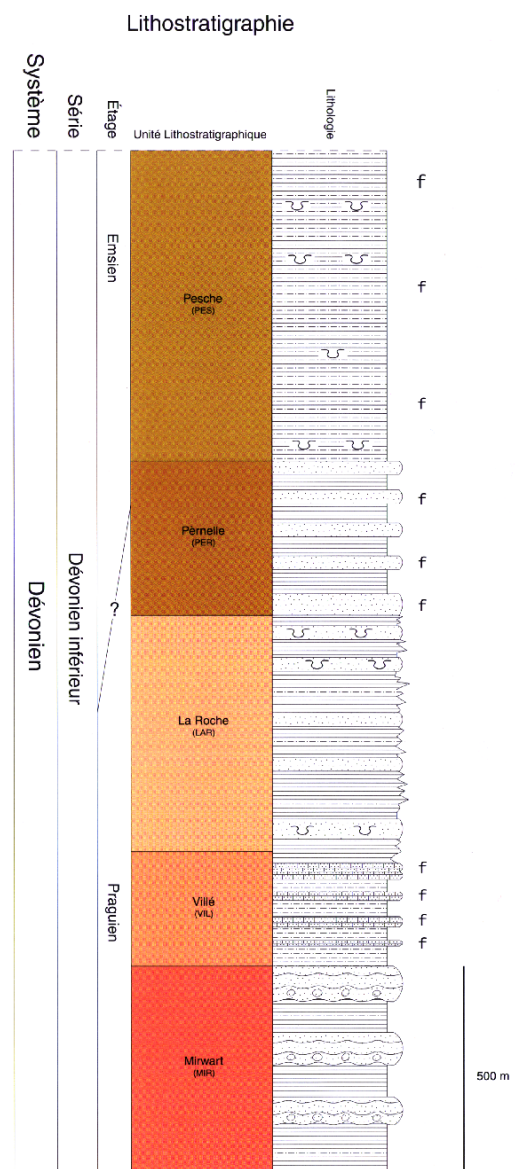 Lithostratigraphie
Système
Série
Étage
Unité Lithostratigraphique
Lithologie
f
Emsien
f
Pesche
(PES)
f
f
Pèrnelle
(PER)
f
Dévonien
Dévonien inférieur
?
f
La Roche
(LAR)
f
Praguien
f
Villé
(VIL)
f
f
Mirwart
(MIR)
500 m